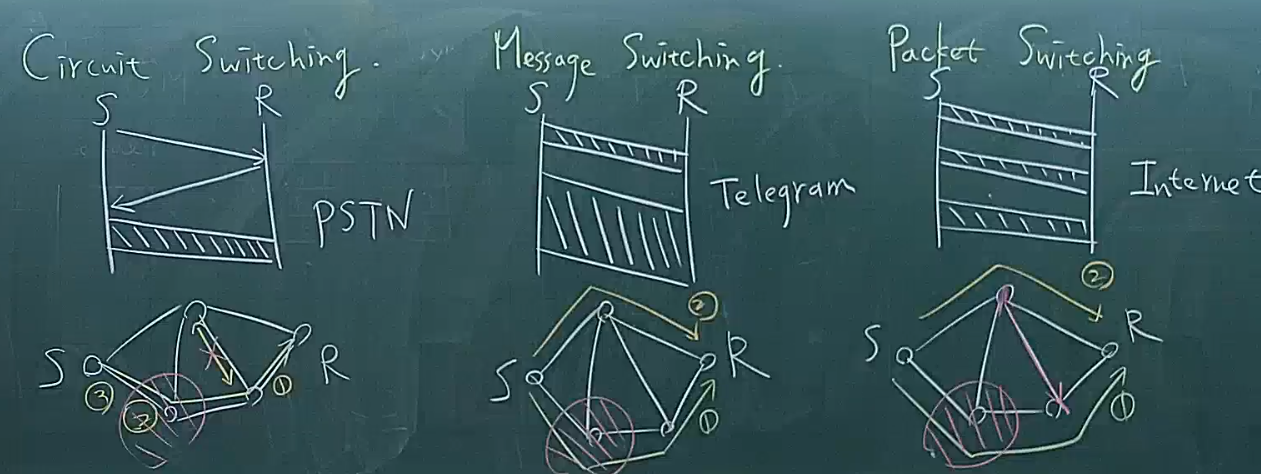 Circuit Switching.
S R
PSTN
S R
③ ② ①
Message Switching.
S R
Telegram
②
S R
①
Packet Switching
S R
Internet
②
S R
①